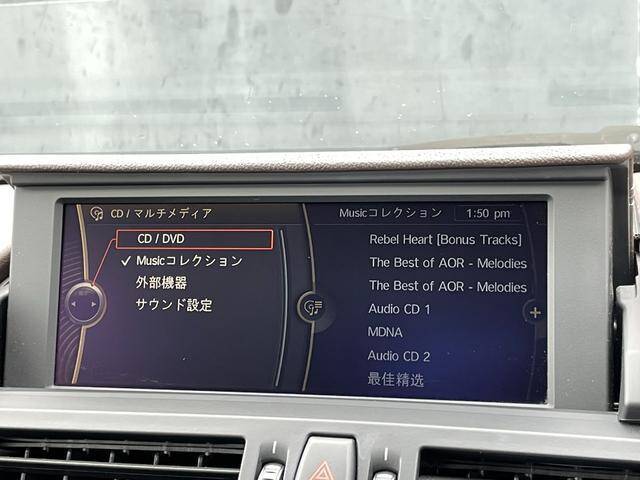 CD / マルチメディア
CD / DVD
Musicコレクション
外部機器
サウンド設定
Musicコレクション 1:50 pm
Rebel Heart [Bonus Tracks]
The Best of AOR - Melodies
The Best of AOR - Melodies
Audio CD 1
MDNA
Audio CD 2
最佳精选